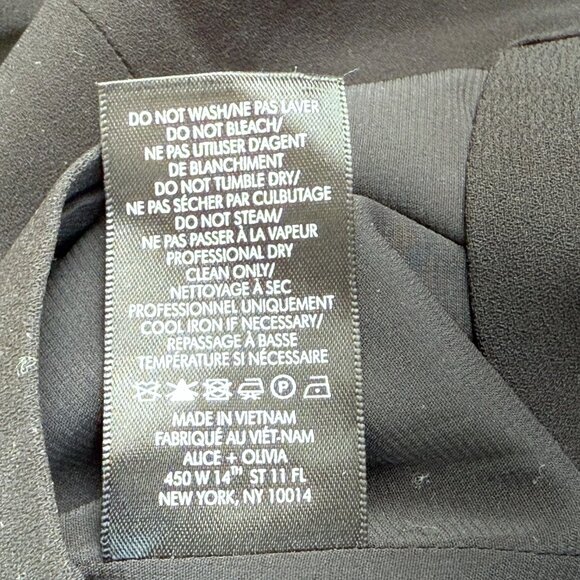 DO NOT WASH/NE PAS LAVER
DO NOT BLEACH/
NE PAS UTILISER D'AGENT
DE BLANCHIMENT
DO NOT TUMBLE DRY/
NE PAS SÉCHER PAR CULBUTAGE
DO NOT STEAM/
NE PAS PASSER À LA VAPEUR
PROFESSIONAL DRY
CLEAN ONLY/
NETTOYAGE À SEC
PROFESSIONNEL UNIQUEMENT
COOL IRON IF NECESSARY/
REPASSAGE À BASSE
TEMPÉRATURE SI NÉCESSAIRE
P
MADE IN VIETNAM
FABRIQUÉ AU VIÊT-NAM
ALICE + OLIVIA
450 W 14TH ST 11 FL
NEW YORK, NY 10014